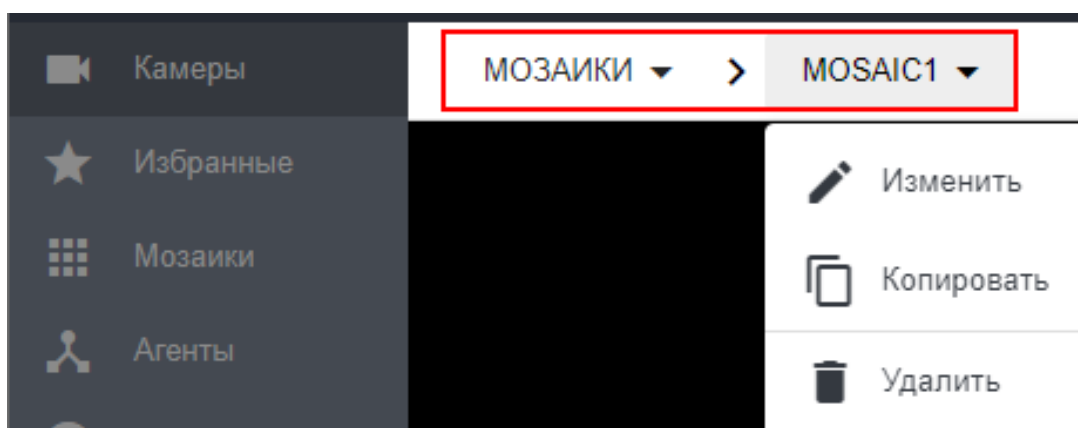 Камеры
Избранные
Мозаики
Агенты
МОЗАИКИ > MOSAIC1
Изменить
Копировать
Удалить